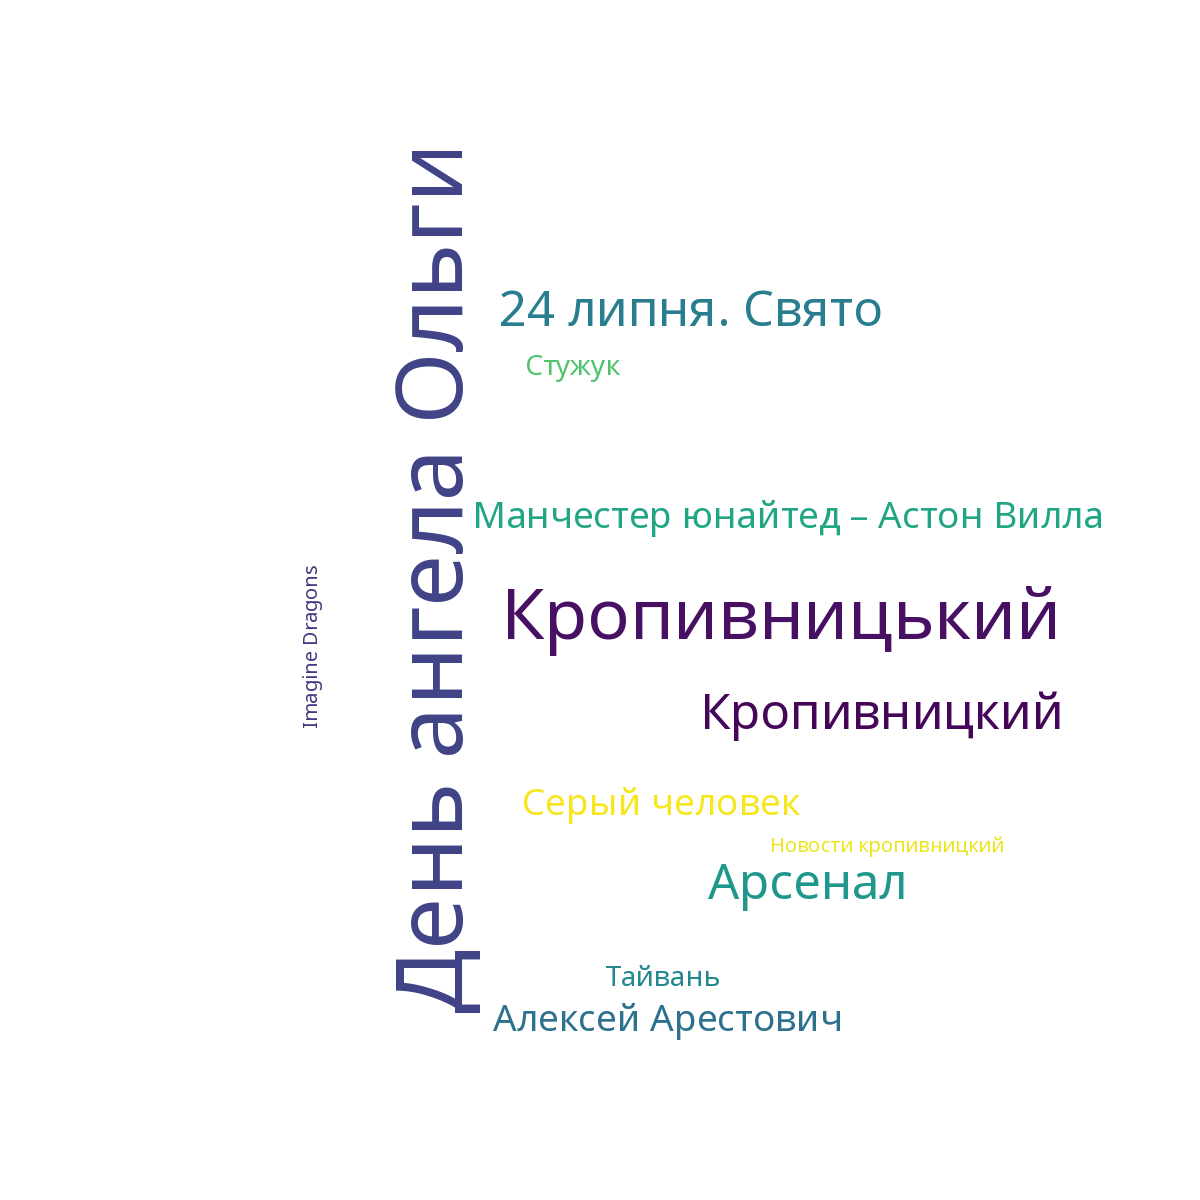 День ангела Ольги
24 липня. Свято
Стужук
Манчестер юнайтед – Астон Вилла
Imagine Dragons
Кропивницький
Кропивницкий
Серый человек
Новости кропивницкий
Арсенал
Тайвань
Алексей Арестович